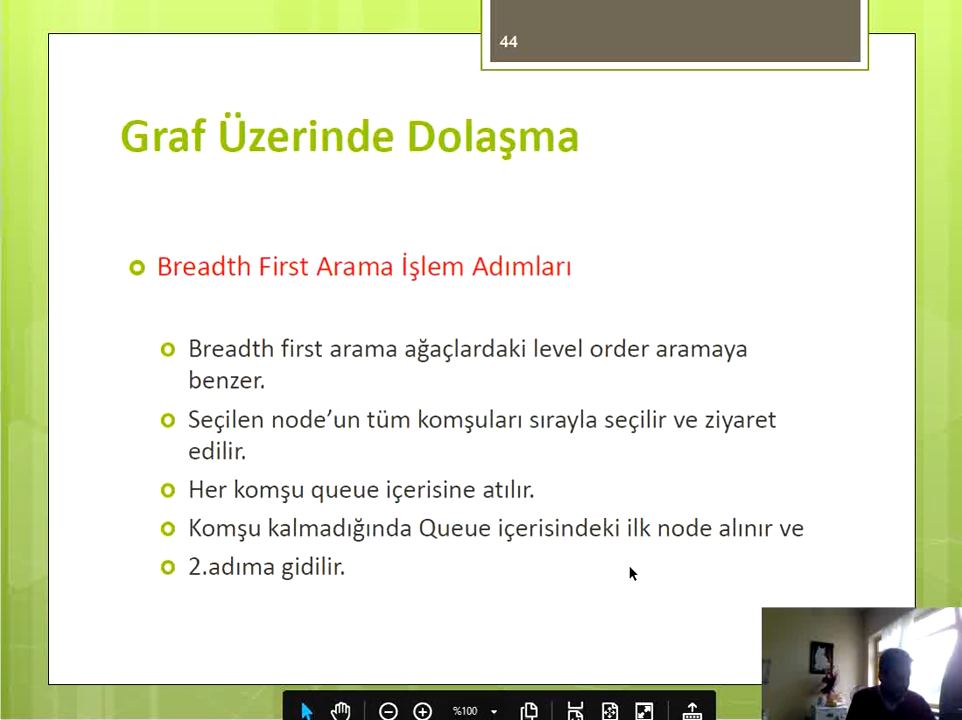 44
Graf Üzerinde Dolaşma
Breadth First Arama İşlem Adımları
Breadth first arama ağaçlardaki level order aramaya
benzer.
Seçilen node’un tüm komşuları sırayla seçilir ve ziyaret
edilir.
Her komşu queue içerisine atılır.
Komşu kalmadığında Queue içerisindeki ilk node alınır ve
2.adıma gidilir.
%100